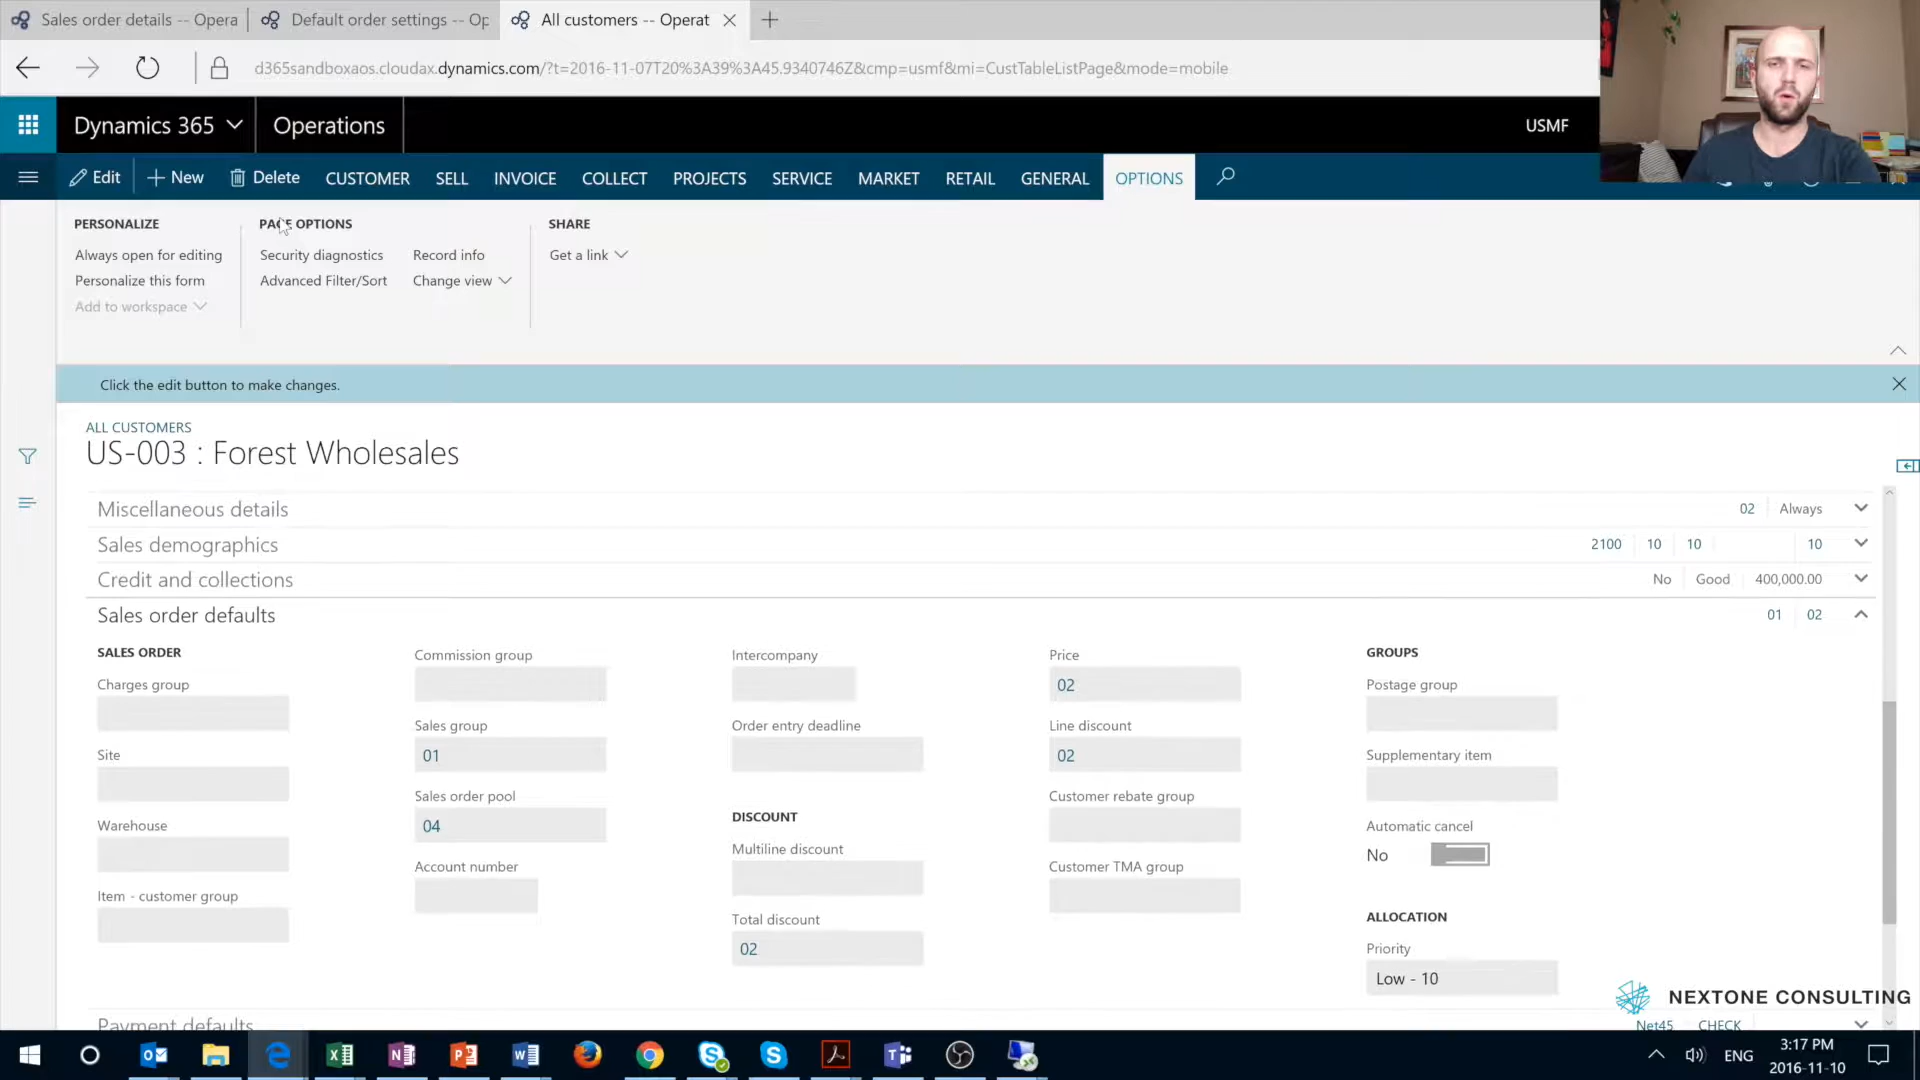 Sales order details -- Opera
Default order settings -- Op
All customers -- Operat
d365sandboxaos.cloudax.dynamics.com/?t=2016-11-07T20%3A39%3A45.9340746Z&cmp=usmf&mi=CustTableListPage&mode=mobile
Dynamics 365
Operations
USMF
Edit
New
Delete
CUSTOMER
SELL
INVOICE
COLLECT
PROJECTS
SERVICE
MARKET
RETAIL
GENERAL
OPTIONS
PERSONALIZE
Always open for editing
Personalize this form
Add to workspace
PAGE OPTIONS
Security diagnostics
Advanced Filter/Sort
Record info
Change view
SHARE
Get a link
Click the edit button to make changes.
ALL CUSTOMERS
US-003 : Forest Wholesales
Miscellaneous details
02 Always
Sales demographics
2100 10 10 10
Credit and collections
No Good 400,000.00
Sales order defaults
01 02
SALES ORDER
Charges group
Site
Warehouse
Item - customer group
Commission group
Sales group
01
Sales order pool
04
Account number
Intercompany
Order entry deadline
DISCOUNT
Multiline discount
Total discount
02
Price
02
Line discount
02
Customer rebate group
Customer TMA group
GROUPS
Postage group
Supplementary item
Automatic cancel
No
ALLOCATION
Priority
Low - 10
Payment defaults
Net45 CHECK
NEXTONE CONSULTING
ENG
3:17 PM
2016-11-10